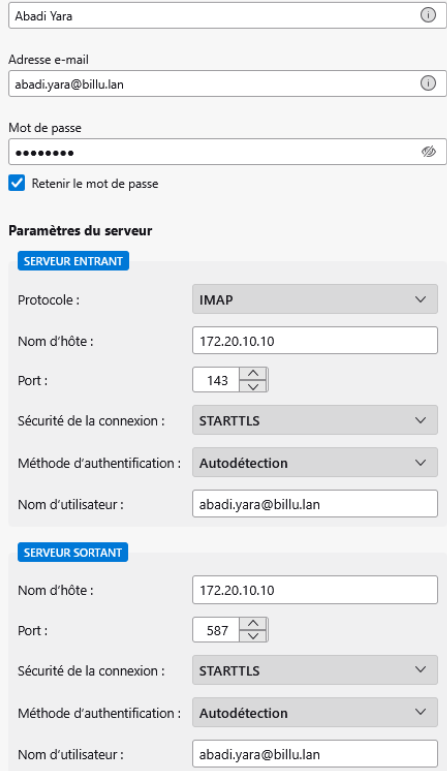 Abadi Yara
Adresse e-mail
abadi.yara@billu.lan
Mot de passe
●●●●●●●●
Retenir le mot de passe
Paramètres du serveur
SERVEUR ENTRANT
Protocole : IMAP
Nom d'hôte : 172.20.10.10
Port : 143
Sécurité de la connexion : STARTTLS
Méthode d'authentification : Autodétection
Nom d'utilisateur : abadi.yara@billu.lan
SERVEUR SORTANT
Nom d'hôte : 172.20.10.10
Port : 587
Sécurité de la connexion : STARTTLS
Méthode d'authentification : Autodétection
Nom d'utilisateur : abadi.yara@billu.lan